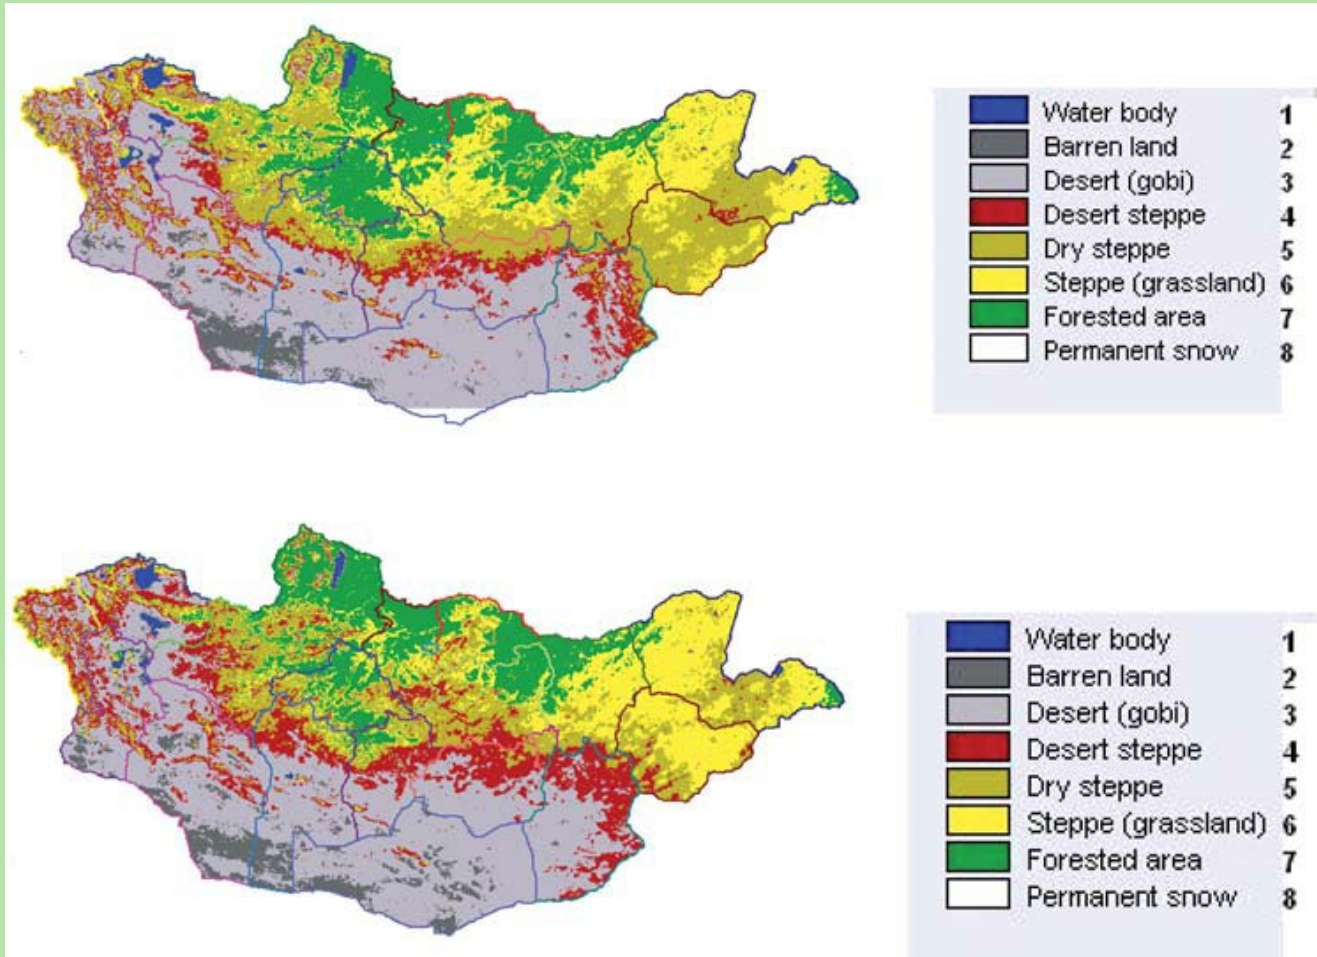 Water body 1
Barren land 2
Desert (gobi) 3
Desert steppe 4
Dry steppe 5
Steppe (grassland) 6
Forested area 7
Permanent snow 8
Water body 1
Barren land 2
Desert (gobi) 3
Desert steppe 4
Dry steppe 5
Steppe (grassland) 6
Forested area 7
Permanent snow 8